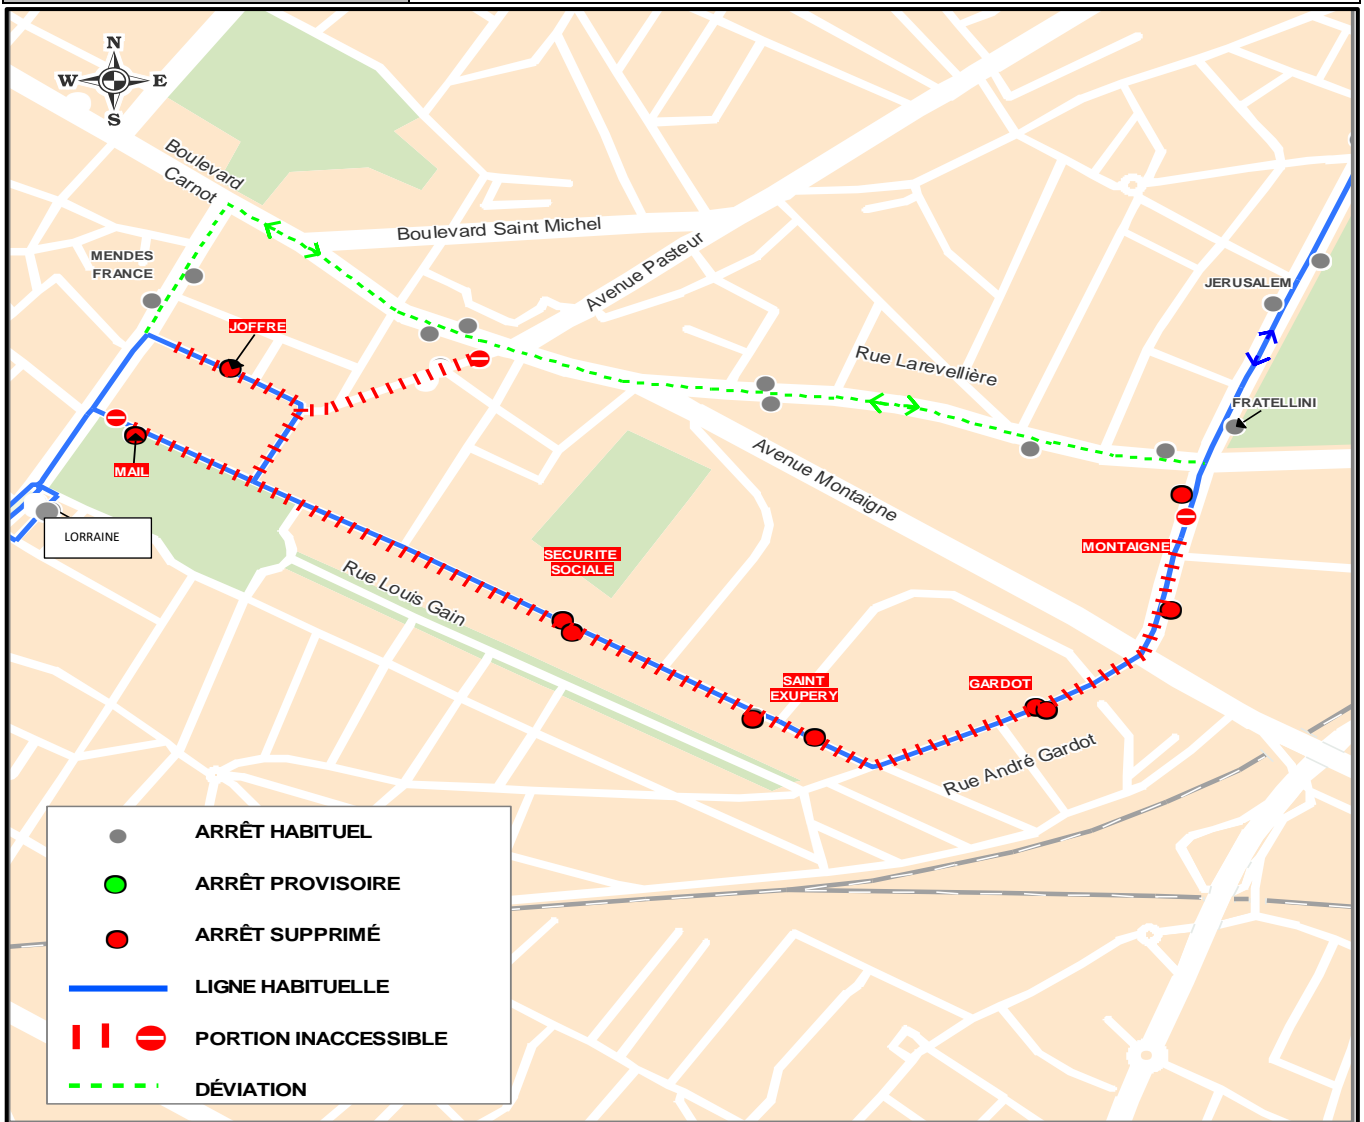 N
W E
S
Boulevard
Carnot
Boulevard Saint Michel
Avenue Pasteur
MENDES
FRANCE
JERUSALEM
JOFFRE
Rue Larevellière
FRATELLINI
MAIL
Avenue Montaigne
LORRAINE
SECURITE
SOCIALE
MONTAIGNE
Rue Louis Gain
SAINT
EXUPERY
GARDOT
Rue André Gardot
ARRÊT HABITUEL
ARRÊT PROVISOIRE
ARRÊT SUPPRIMÉ
LIGNE HABITUELLE
PORTION INACCESSIBLE
DÉVIATION